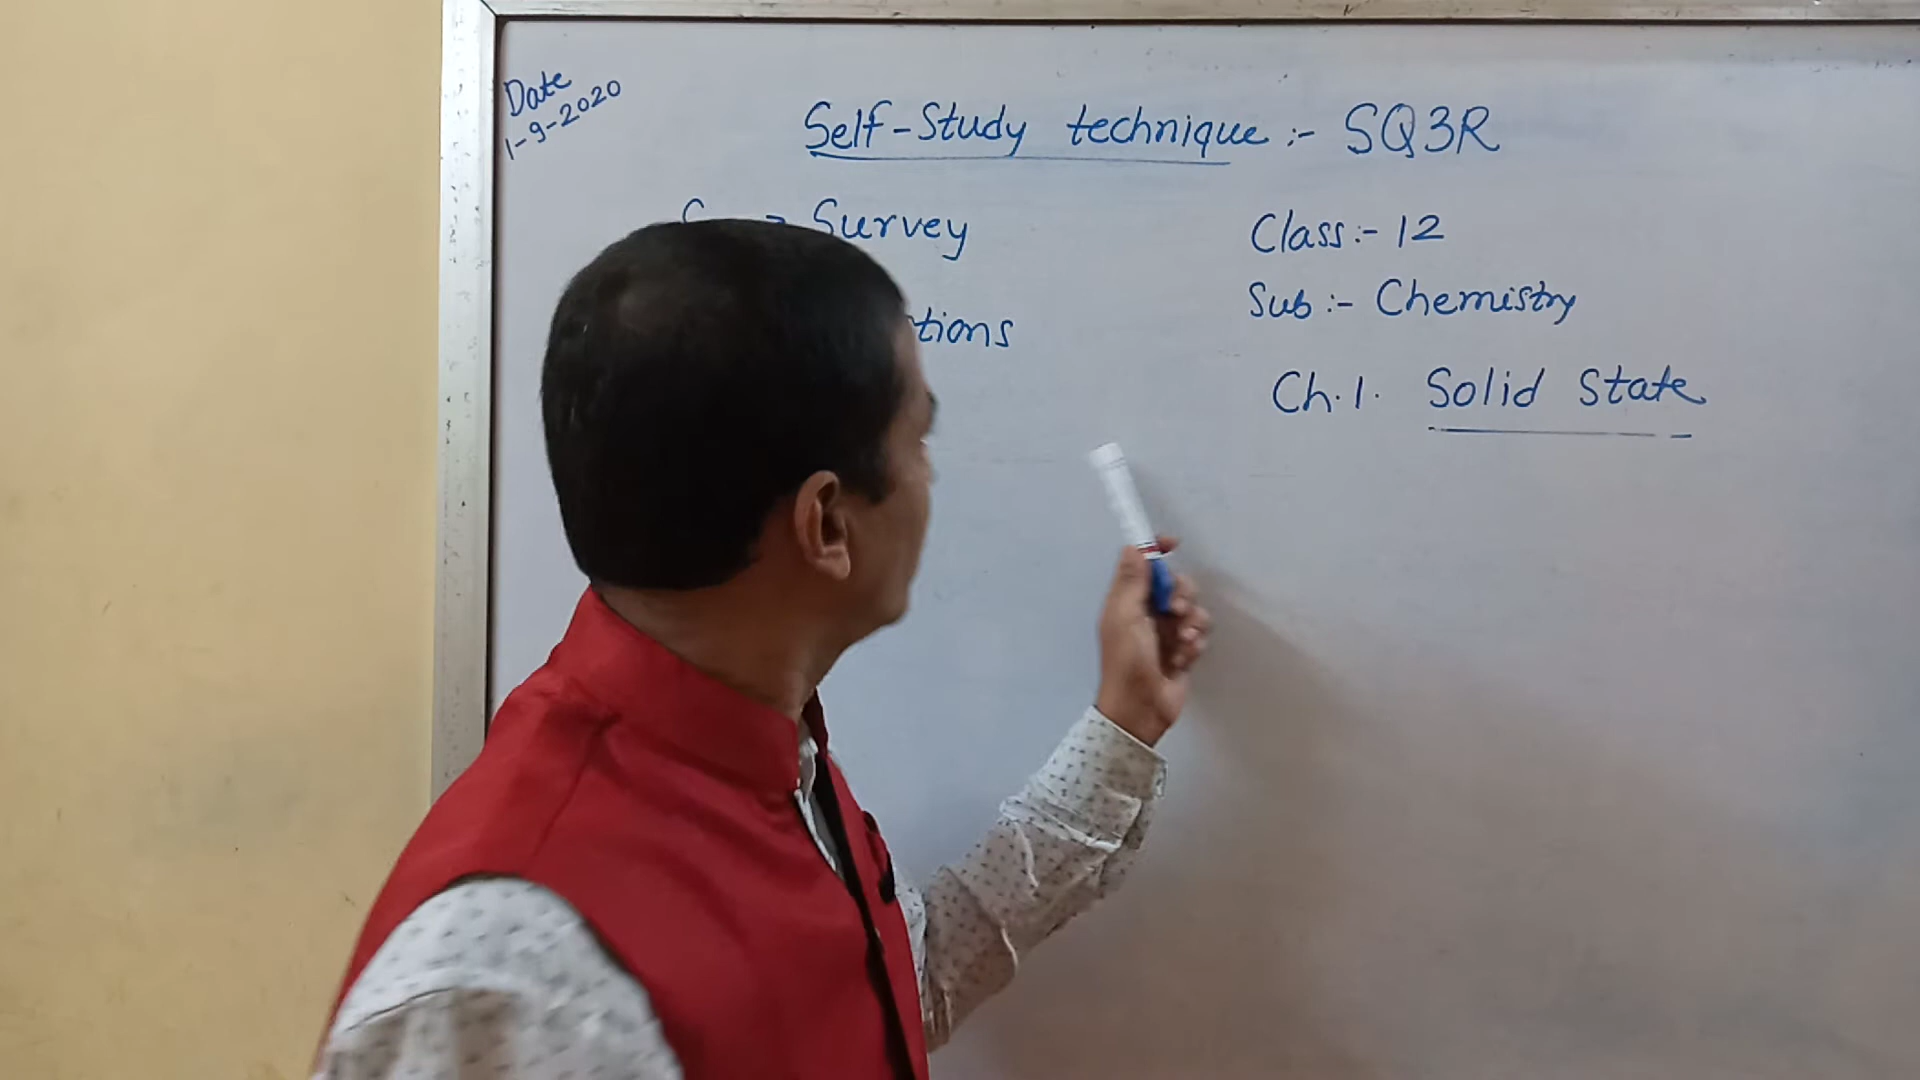 Date
1-9-2020
Self-Study technique :- SQ3R
Survey
tions
Class :- 12
Sub :- Chemistry
Ch.1. Solid State